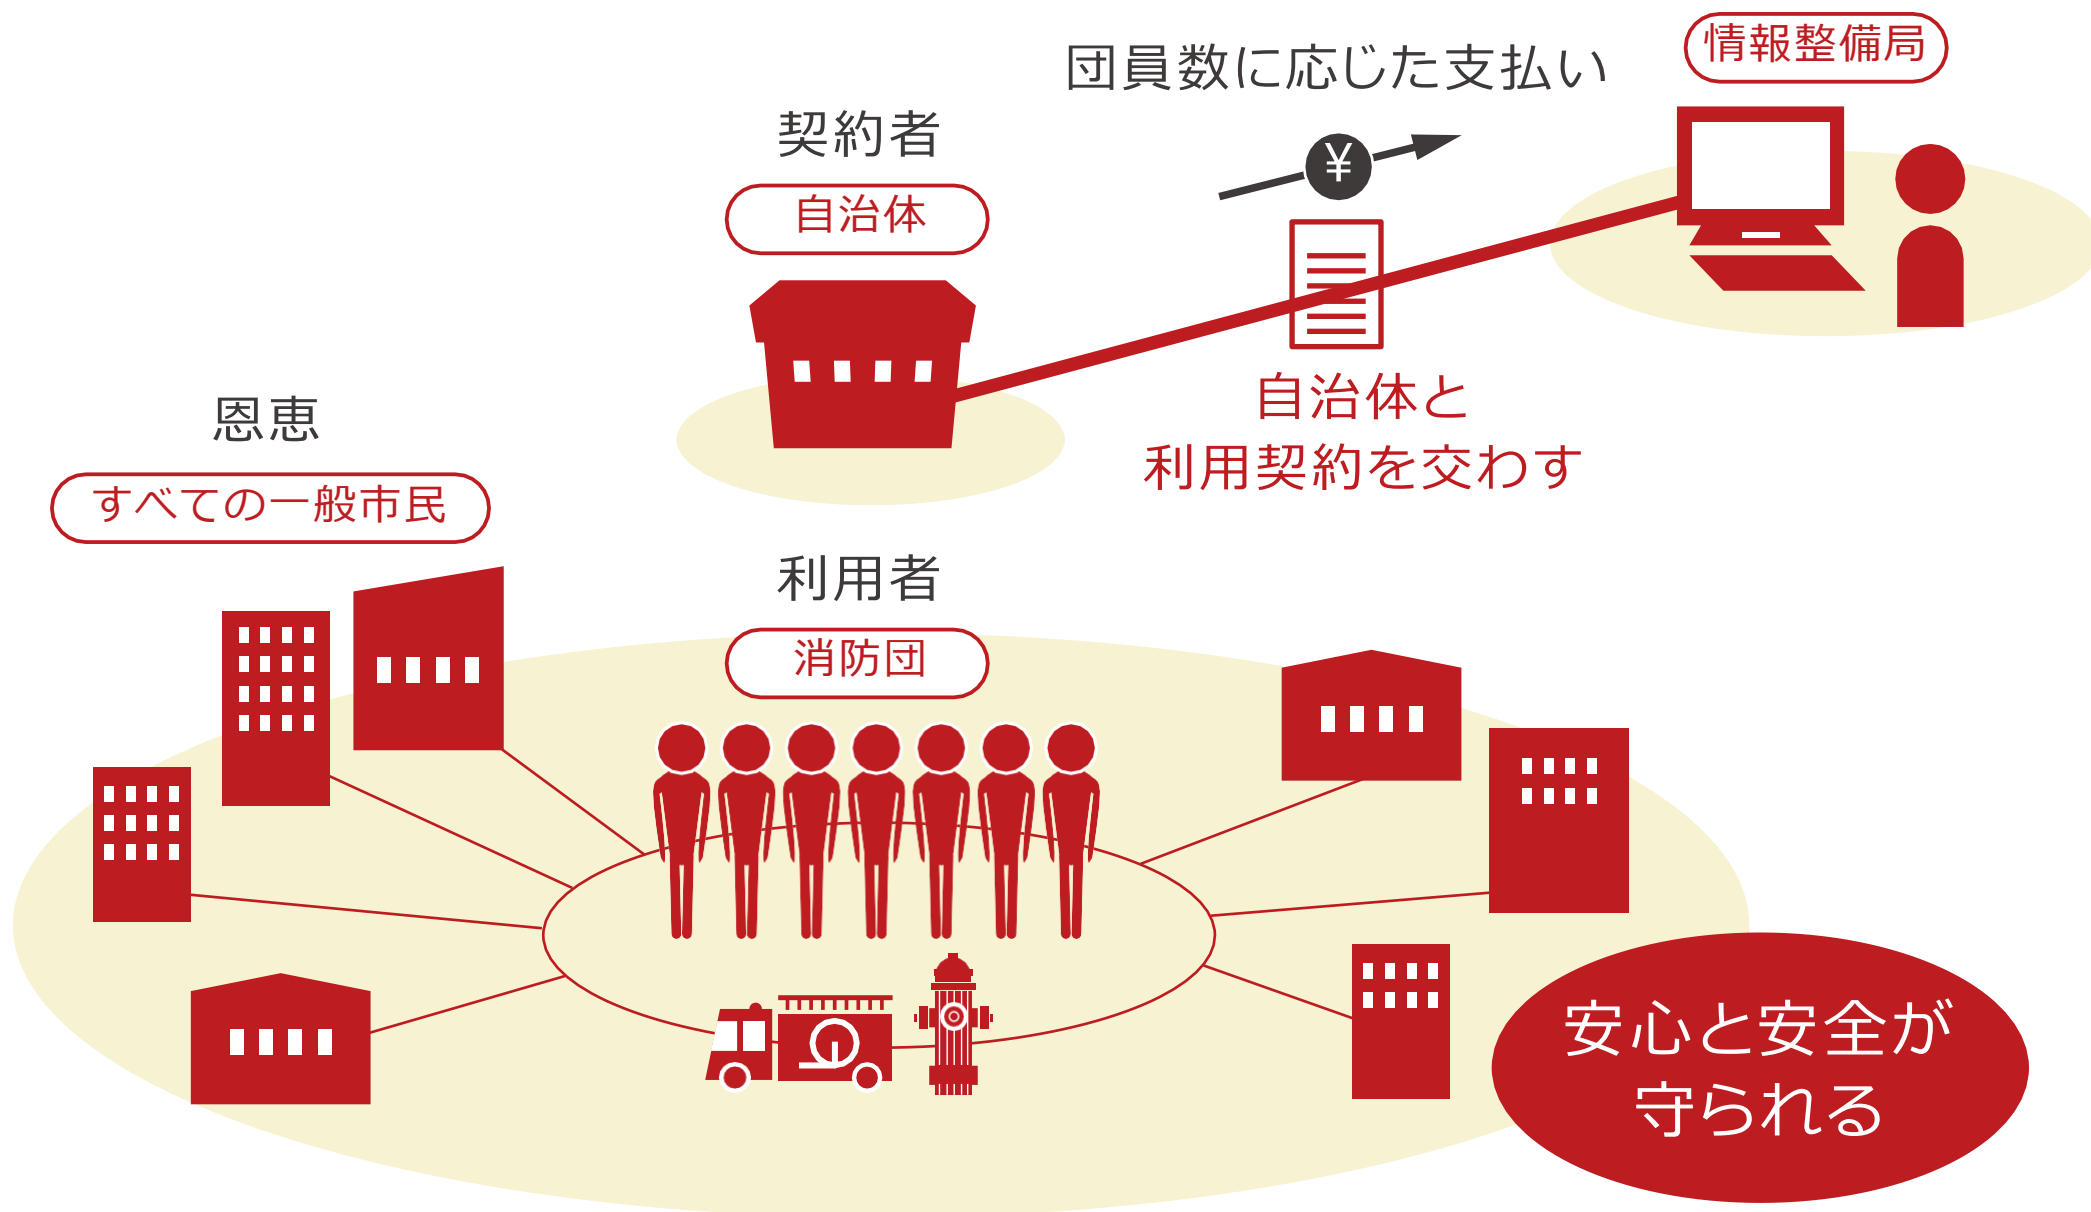 情報整備局
団員数に応じた支払い
¥
契約者
自治体
自治体と
利用契約を交わす
恩恵
すべての一般市民
利用者
消防団
安心と安全が
守られる